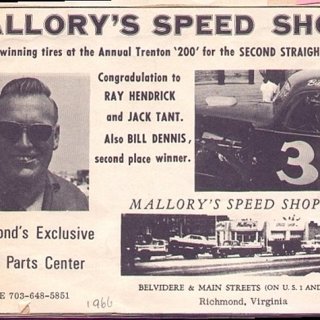 MALLORY'S SPEED SHO
winning tires at the Annual Trenton '200' for the SECOND STRAIGH
Congradulation to
RAY HENDRICK
and JACK TANT.
Also BILL DENNIS,
second place winner.
3
MALLORY'S SPEED SHOP
ond's Exclusive
Parts Center
E 703-648-5851
1966
BELVIDERE & MAIN STREETS (ON U. S. 1 AND
Richmond, Virginia